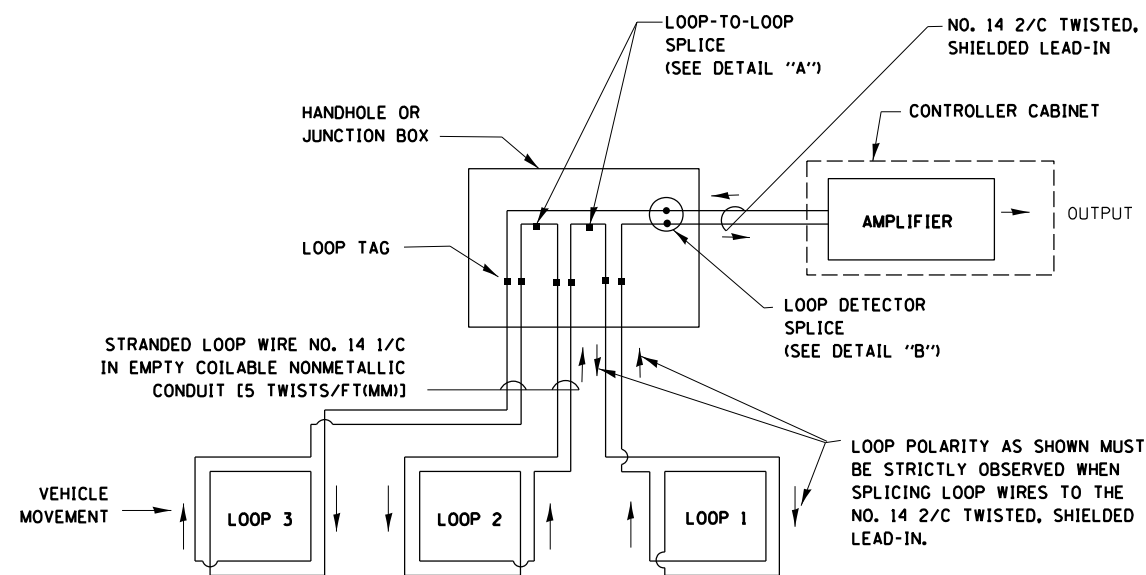 LOOP-TO-LOOP
SPLICE
(SEE DETAIL "A")
NO. 14 2/C TWISTED,
SHIELDED LEAD-IN
HANDHOLE OR
JUNCTION BOX
CONTROLLER CABINET
AMPLIFIER
OUTPUT
LOOP TAG
LOOP DETECTOR
SPLICE
(SEE DETAIL "B")
STRANDED LOOP WIRE NO. 14 1/C
IN EMPTY COILABLE NONMETALLIC
CONDUIT [5 TWISTS/FT(MM)]
LOOP POLARITY AS SHOWN MUST
BE STRICTLY OBSERVED WHEN
SPLICING LOOP WIRES TO THE
NO. 14 2/C TWISTED, SHIELDED
LEAD-IN.
VEHICLE
MOVEMENT
LOOP 3
LOOP 2
LOOP 1